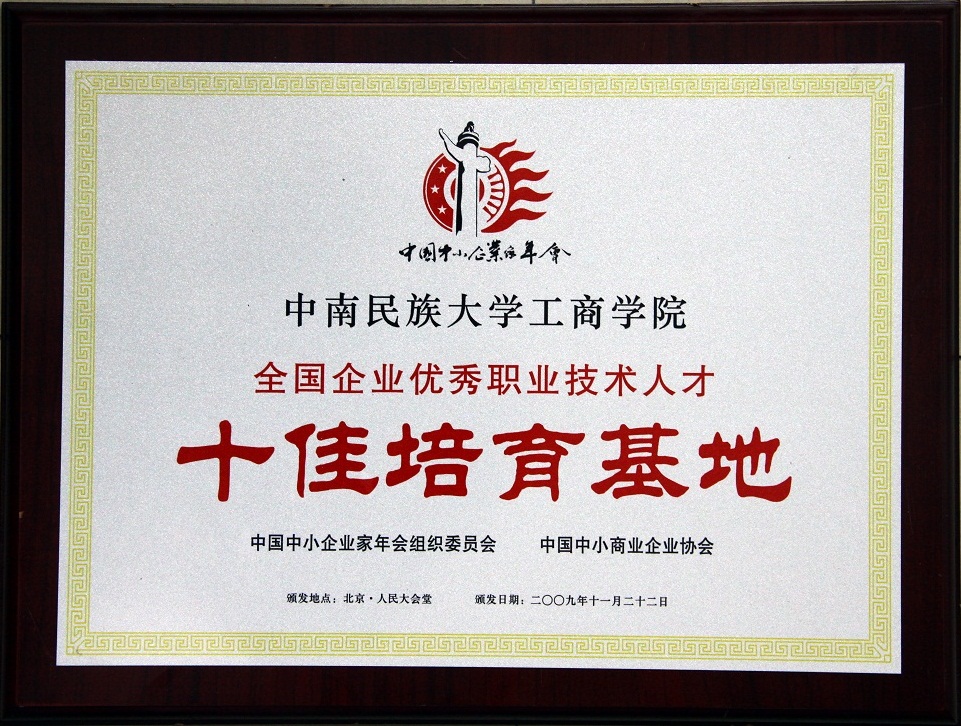 中国中小企业家年会
中南民族大学工商学院
全国企业优秀职业技术人才
十佳培育基地
中国中小企业家年会组织委员会 中国中小商业企业协会
颁发地点：北京·人民大会堂 颁发日期：二〇〇九年十一月二十二日